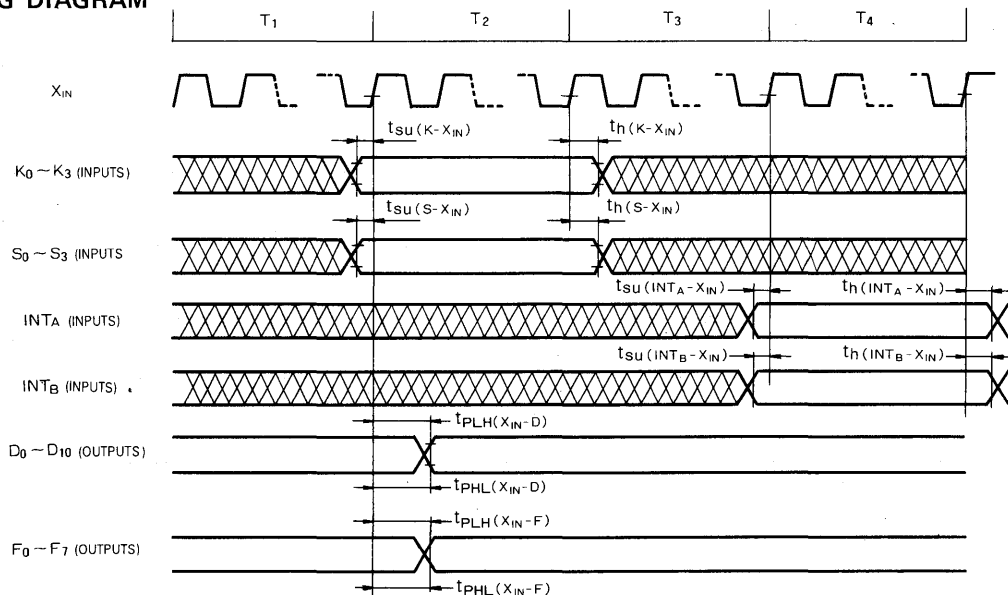 G DIAGRAM
T1 T2 T3 T4
XIN
tsu(K-XIN) th(K-XIN)
K0 ~ K3 (INPUTS)
tsu(S-XIN) th(S-XIN)
S0 ~ S3 (INPUTS
tsu(INTA-XIN) th(INTA-XIN)
INTA (INPUTS)
tsu(INTB-XIN) th(INTB-XIN)
INTB (INPUTS)
tPLH(XIN-D)
D0 ~ D10 (OUTPUTS)
tPHL(XIN-D)
tPLH(XIN-F)
F0 ~ F7 (OUTPUTS)
tPHL(XIN-F)